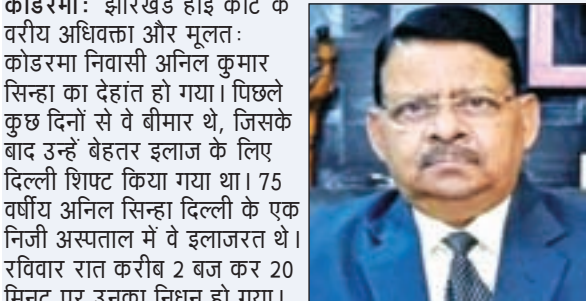 कोडरमा: झारखंड हाई कोर्ट के
वरीय अधिवक्ता और मूलतः
कोडरमा निवासी अनिल कुमार
सिन्हा का देहांत हो गया। पिछले
कुछ दिनों से वे बीमार थे, जिसके
बाद उन्हें बेहतर इलाज के लिए
दिल्ली शिफ्ट किया गया था। 75
वर्षीय अनिल सिन्हा दिल्ली के एक
निजी अस्पताल में वे इलाजरत थे।
रविवार रात करीब 2 बज कर 20
मिनट पर उनका निधन हो गया।